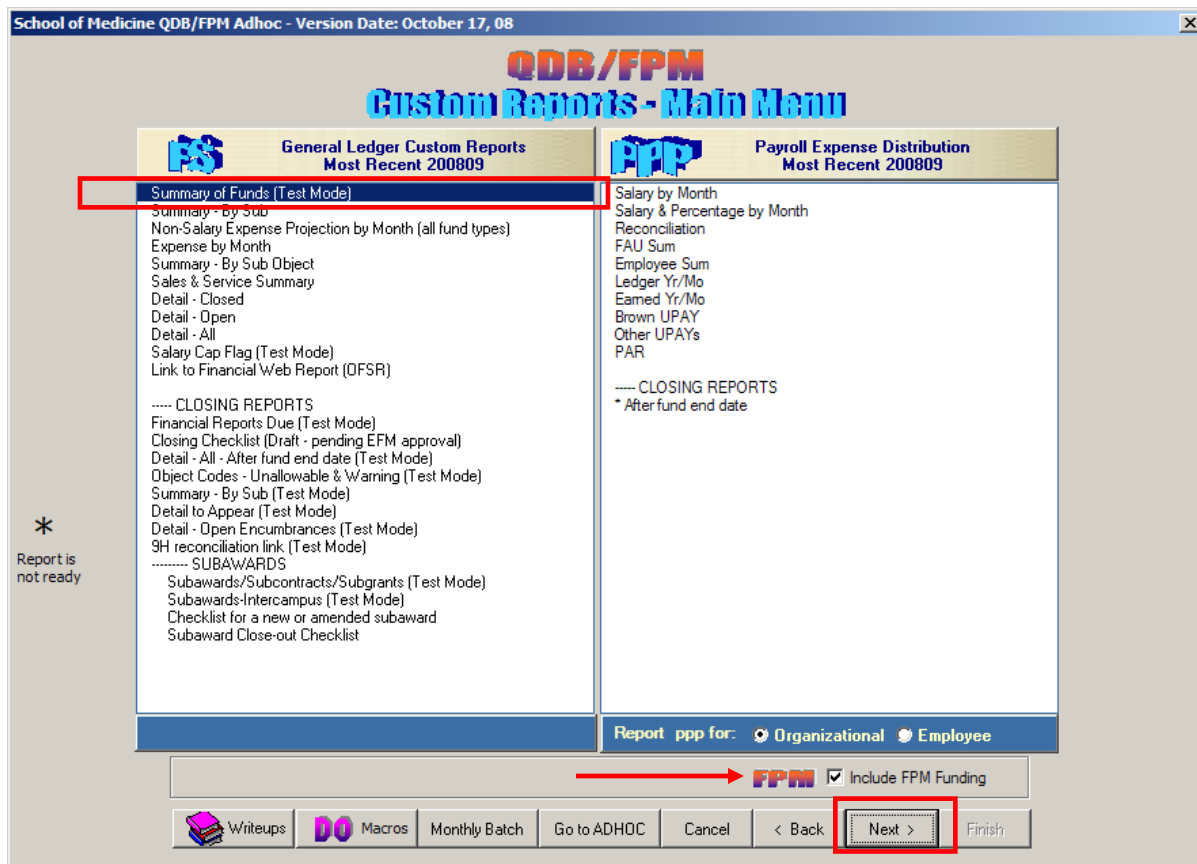 School of Medicine QDB/FPM Adhoc - Version Date: October 17, 08
QDB/FPM
Custom Reports - Main Menu
FS
General Ledger Custom Reports
Most Recent 200809
Summary of Funds (Test Mode)
Summary - By Sub
Non-Salary Expense Projection by Month (all fund types)
Expense by Month
Summary - By Sub Object
Sales & Service Summary
Detail - Closed
Detail - Open
Detail - All
Salary Cap Flag (Test Mode)
Link to Financial Web Report (OFSR)
----- CLOSING REPORTS
Financial Reports Due (Test Mode)
Closing Checklist (Draft - pending EFM approval)
Detail - All - After fund end date (Test Mode)
Object Codes - Unallowable & Warning (Test Mode)
Summary - By Sub (Test Mode)
Detail to Appear (Test Mode)
Detail - Open Encumbrances (Test Mode)
9H reconciliation link (Test Mode)
--------- SUBAWARDS
Subawards/Subcontracts/Subgrants (Test Mode)
Subawards-Intercampus (Test Mode)
Checklist for a new or amended subaward
Subaward Close-out Checklist
PPP
Payroll Expense Distribution
Most Recent 200809
Salary by Month
Salary & Percentage by Month
Reconciliation
FAU Sum
Employee Sum
Ledger Yr/Mo
Earned Yr/Mo
Brown UPAY
Other UPAYs
PAR
----- CLOSING REPORTS
* After fund end date
*
Report is
not ready
Report ppp for: Organizational Employee
FPM Include FPM Funding
Writeups DO Macros Monthly Batch Go to ADHOC Cancel < Back Next > Finish